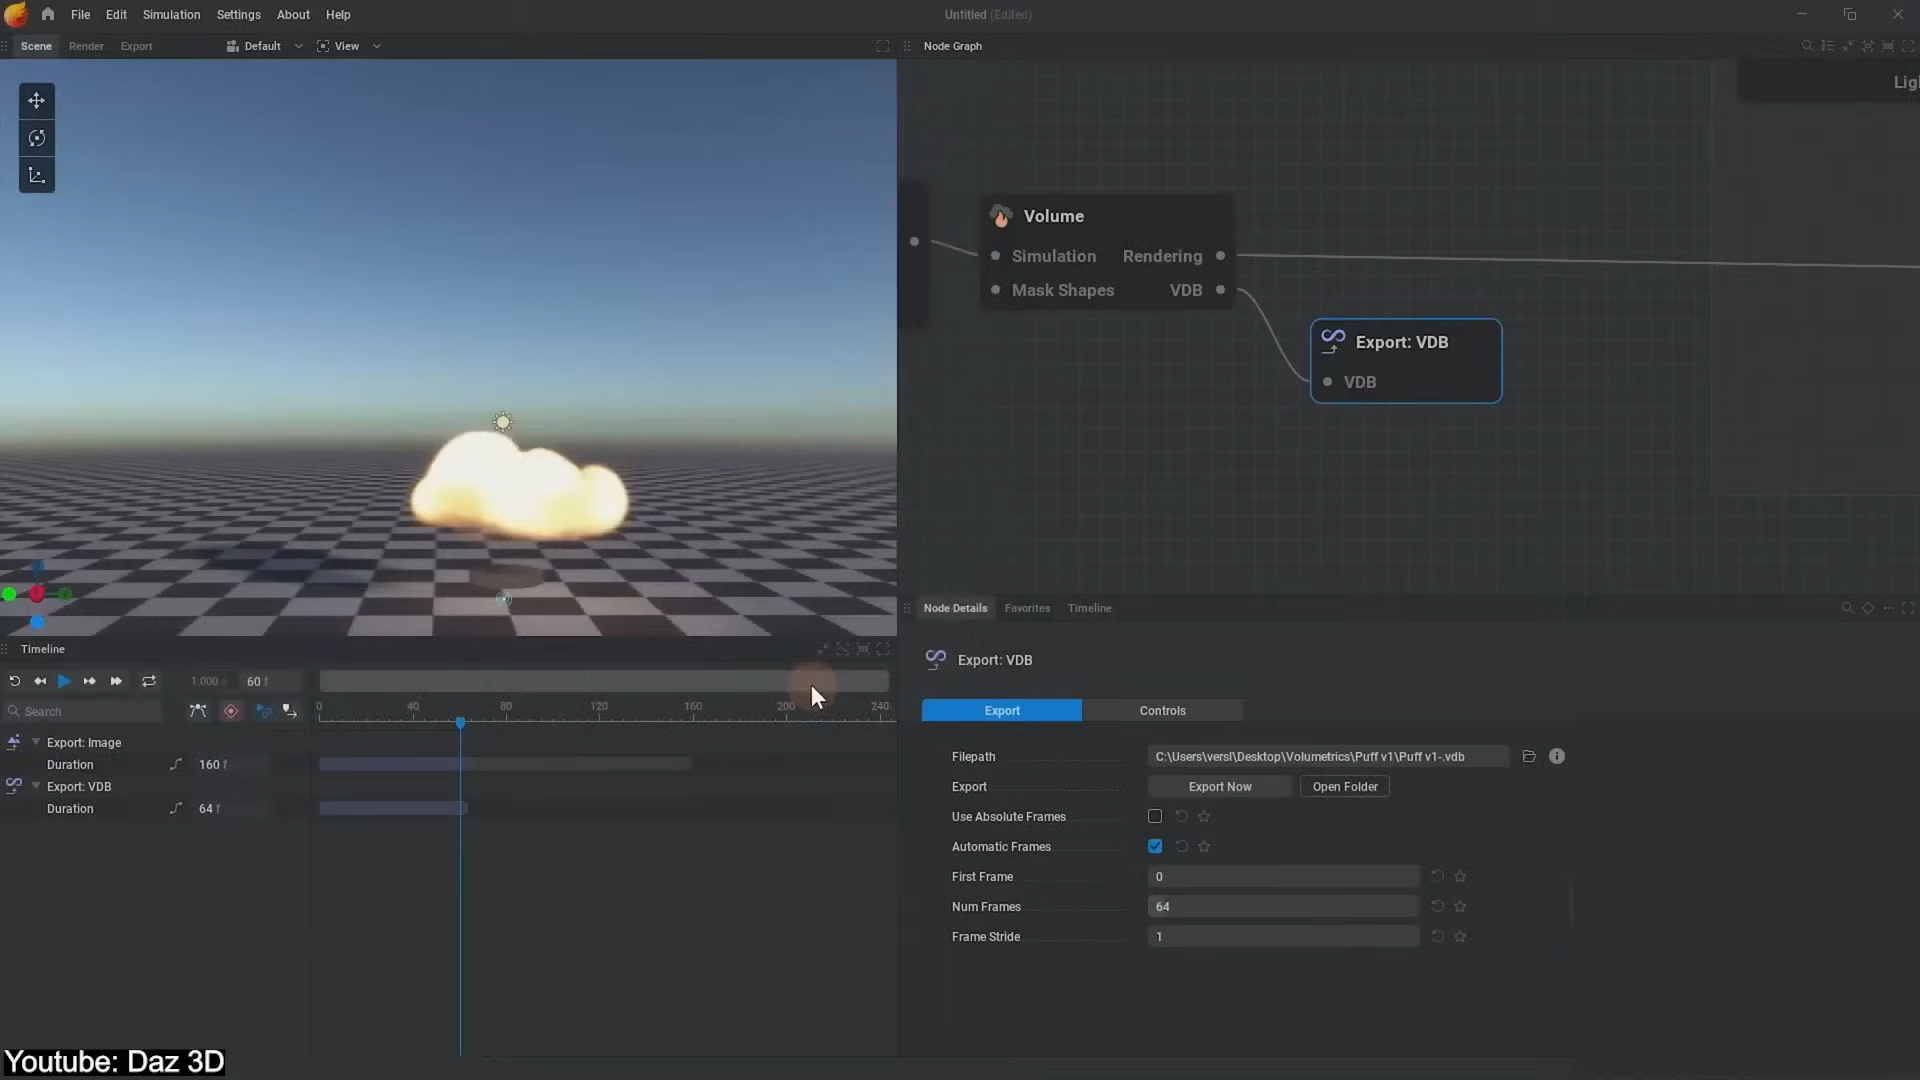 File Edit Simulation Settings About Help
Untitled (Edited)
Scene Render Export Default View
Node Graph
Lig
Volume
Simulation Rendering
Mask Shapes VDB
Export: VDB
VDB
Timeline
1.000 s 60 f
Search
0 40 80 120 160 200 240
Export: Image
Duration 160 f
Export: VDB
Duration 64 f
Node Details Favorites Timeline
Export: VDB
Export Controls
Filepath C:\Users\versl\Desktop\Volumetrics\Puff v1\Puff v1-.vdb
Export Export Now Open Folder
Use Absolute Frames
Automatic Frames
First Frame 0
Num Frames 64
Frame Stride 1
Youtube: Daz 3D